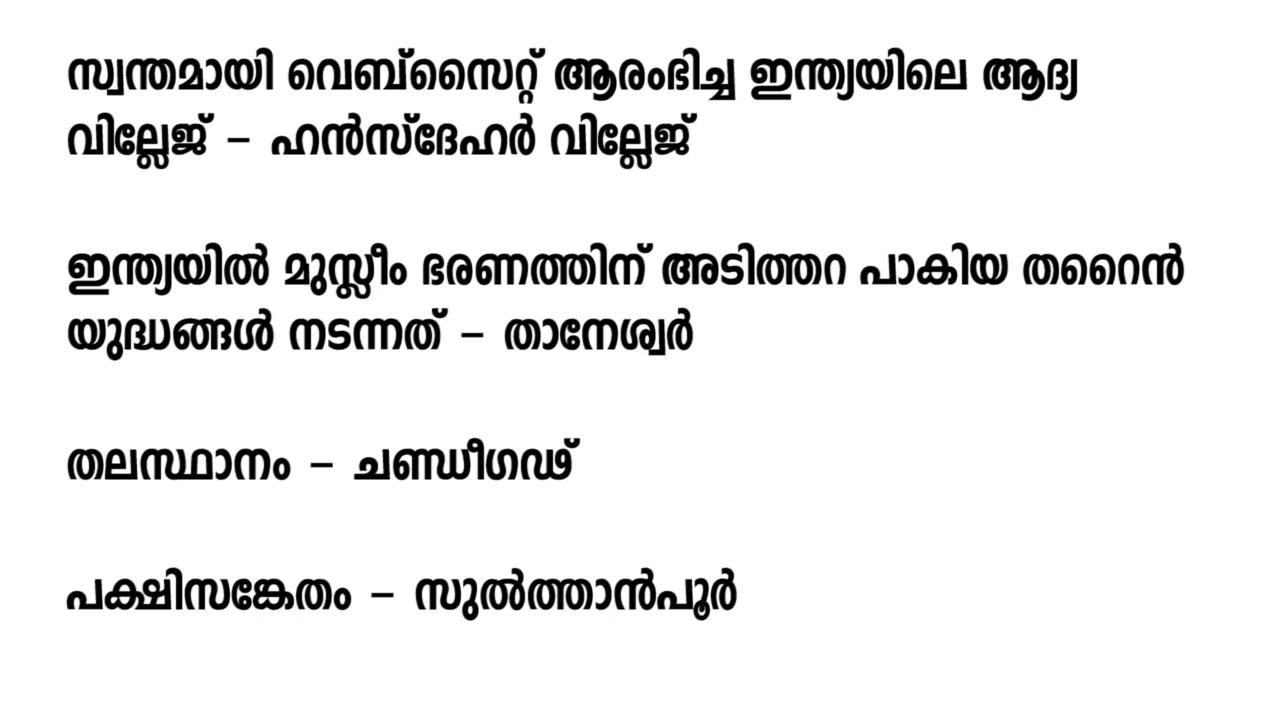 സ്വന്തമായി വെബ്സൈറ്റ് ആരംഭിച്ച ഇന്ത്യയിലെ ആദ്യ
വില്ലേജ് – ഹൻസ്ദേഹർ വില്ലേജ്
ഇന്ത്യയിൽ മുസ്ലീം ഭരണത്തിന് അടിത്തറ പാകിയ തറൈൻ
യുദ്ധങ്ങൾ നടന്നത് – താനേശ്വർ
തലസ്ഥാനം – ചണ്ഡീഗഢ്
പക്ഷിസങ്കേതം – സുൽത്താൻപൂർ